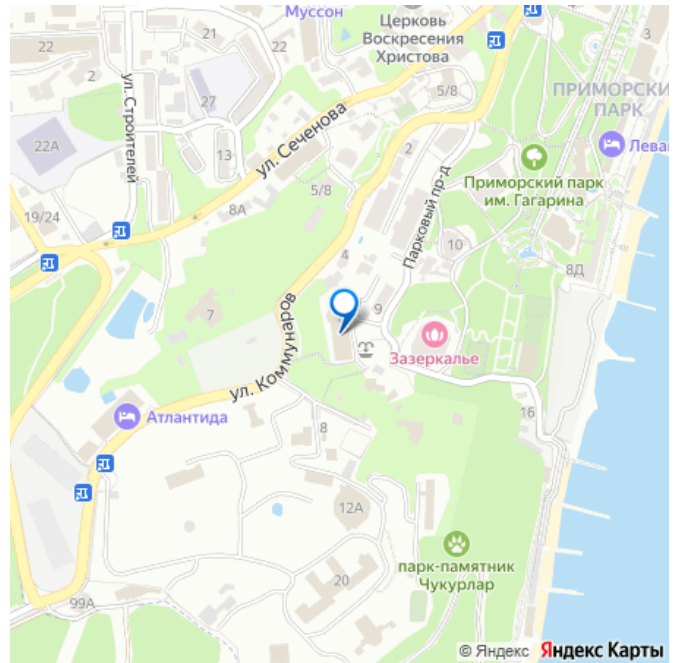 Муссон
Церковь
Воскресения
Христова
22
22
21
22
2
3
ул. Строителей
27
5/8
ПРИМОРСКИ
ПАРК
22А
13
ул. Сеченова
2
Лева
Приморский парк
им. Гагарина
5/8
8А
19/24
Парковый пр-д
10
4
8Д
7
9
ул. Коммунаров
Зазеркалье
16
Атлантида
8
12А
парк-памятник
Чукурлар
20
99А
© Яндекс Яндекс Карты